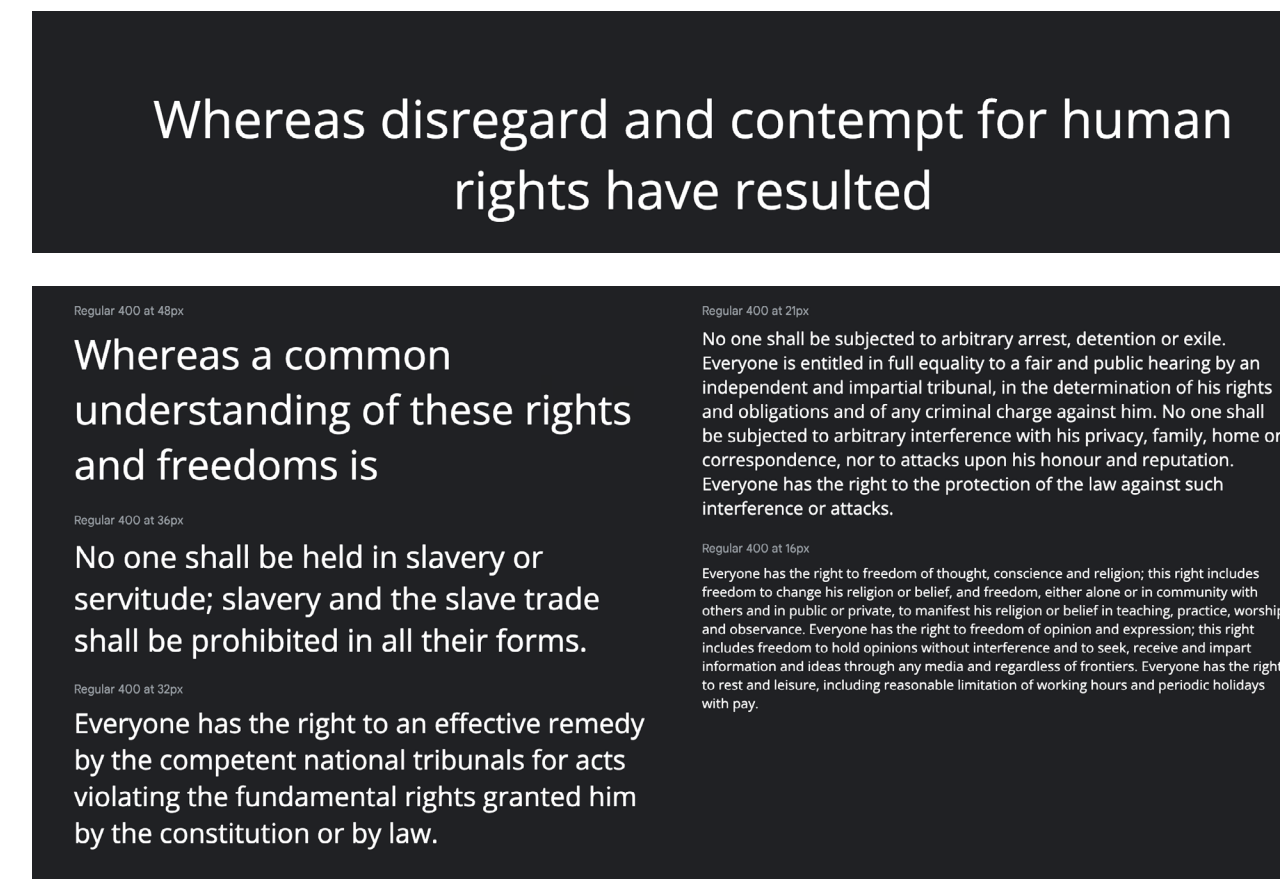 Whereas disregard and contempt for human
rights have resulted
Regular 400 at 48px
Whereas a common
understanding of these rights
and freedoms is
Regular 400 at 36px
No one shall be held in slavery or
servitude; slavery and the slave trade
shall be prohibited in all their forms.
Regular 400 at 32px
Everyone has the right to an effective remedy
by the competent national tribunals for acts
violating the fundamental rights granted him
by the constitution or by law.
Regular 400 at 21px
No one shall be subjected to arbitrary arrest, detention or exile.
Everyone is entitled in full equality to a fair and public hearing by an
independent and impartial tribunal, in the determination of his rights
and obligations and of any criminal charge against him. No one shall
be subjected to arbitrary interference with his privacy, family, home or
correspondence, nor to attacks upon his honour and reputation.
Everyone has the right to the protection of the law against such
interference or attacks.
Regular 400 at 16px
Everyone has the right to freedom of thought, conscience and religion; this right includes
freedom to change his religion or belief, and freedom, either alone or in community with
others and in public or private, to manifest his religion or belief in teaching, practice, worship
and observance. Everyone has the right to freedom of opinion and expression; this right
includes freedom to hold opinions without interference and to seek, receive and impart
information and ideas through any media and regardless of frontiers. Everyone has the right
to rest and leisure, including reasonable limitation of working hours and periodic holidays
with pay.